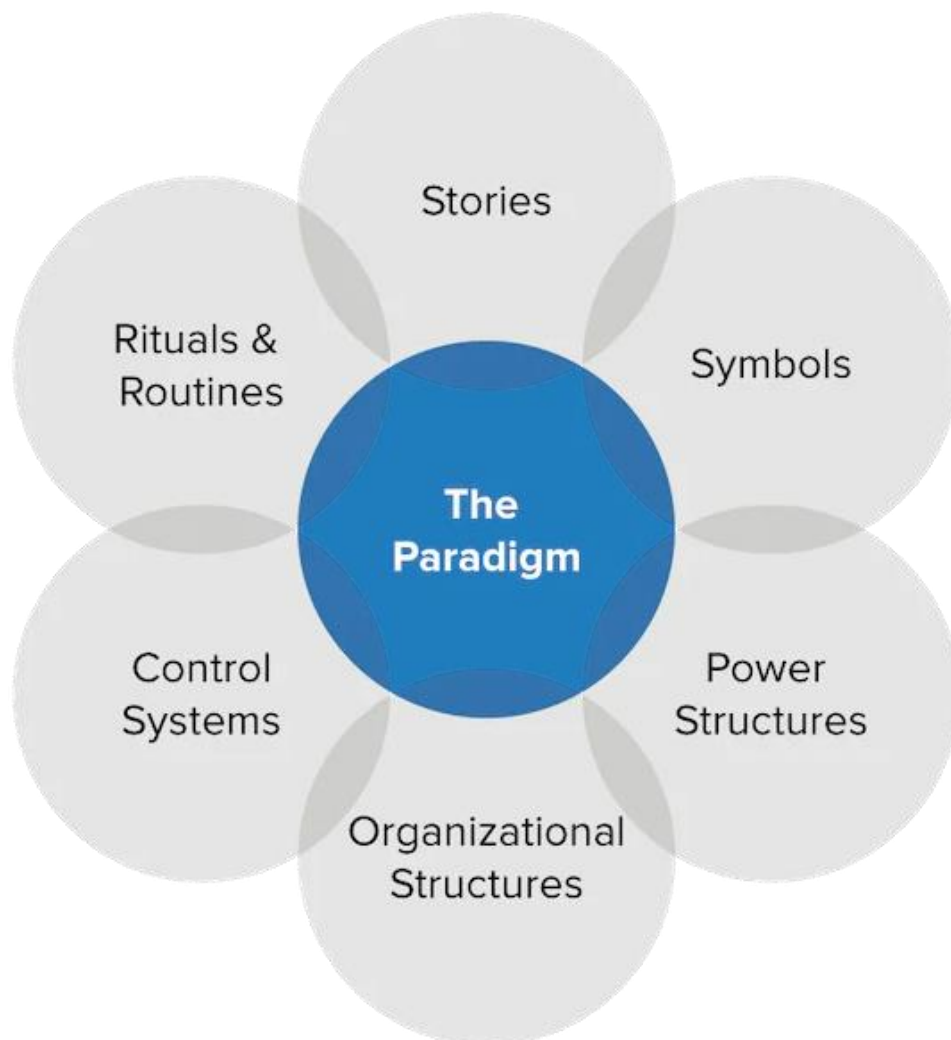 Stories
Rituals &
Routines
Symbols
The
Paradigm
Control
Systems
Power
Structures
Organizational
Structures